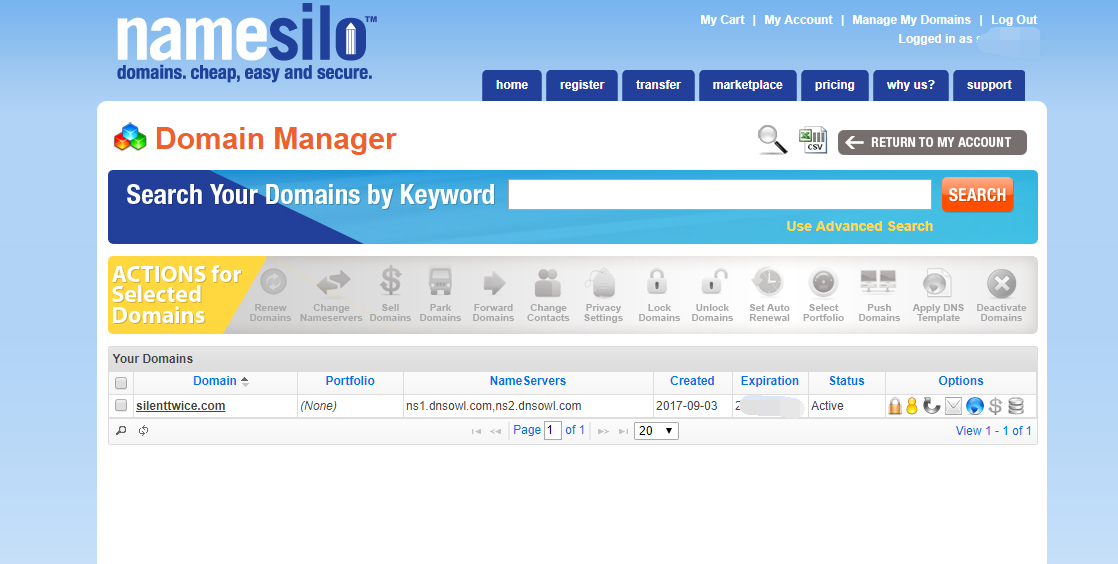 namesilo™
domains. cheap, easy and secure.
My Cart | My Account | Manage My Domains | Log Out
Logged in as
home register transfer marketplace pricing why us? support
Domain Manager
CSV
RETURN TO MY ACCOUNT
Search Your Domains by Keyword
SEARCH
Use Advanced Search
ACTIONS for
Selected
Domains
Renew Domains
Change Nameservers
Sell Domains
Park Domains
Forward Domains
Change Contacts
Privacy Settings
Lock Domains
Unlock Domains
Set Auto Renewal
Select Portfolio
Push Domains
Apply DNS Template
Deactivate Domains
Your Domains
Domain Portfolio NameServers Created Expiration Status Options
silenttwice.com (None) ns1.dnsowl.com,ns2.dnsowl.com 2017-09-03 2 Active
Page 1 of 1 20 View 1 - 1 of 1